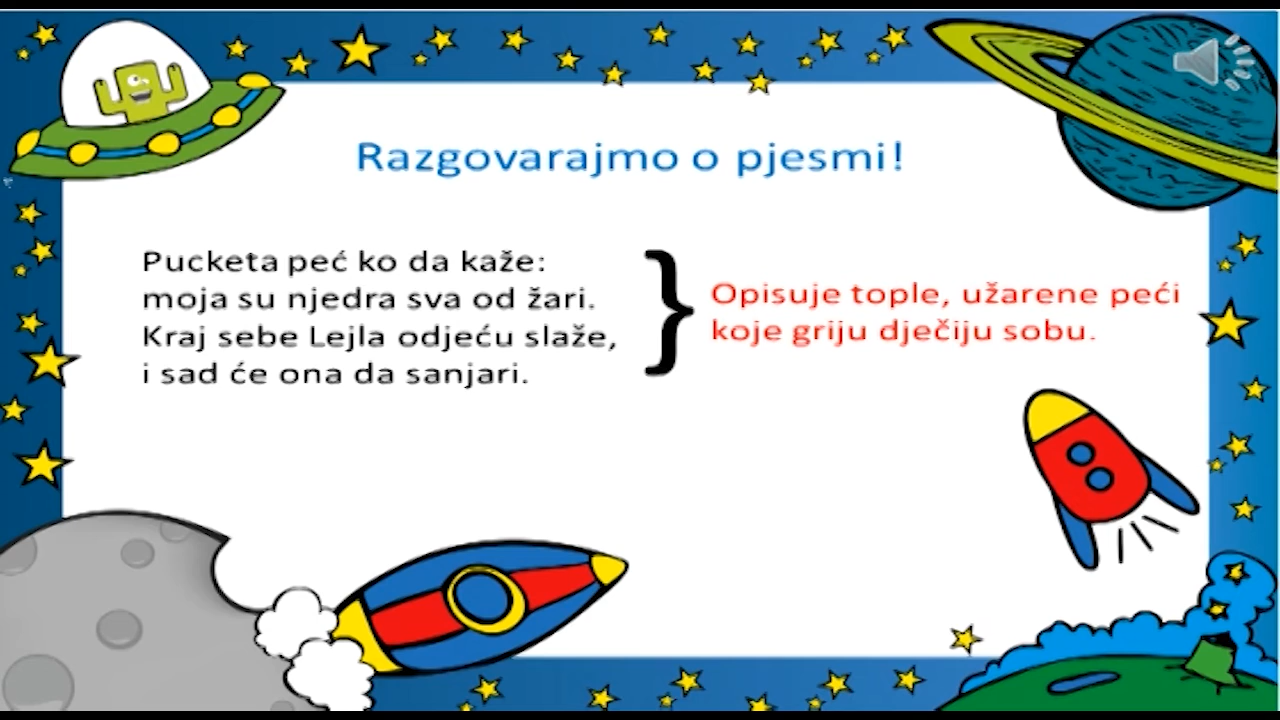 Razgovarajmo o pjesmi!
Pucketa peć ko da kaže:
moja su njedra sva od žari.
Kraj sebe Lejla odjeću slaže,
i sad će ona da sanjari.
Opisuje tople, užarene peći
koje griju dječiju sobu.